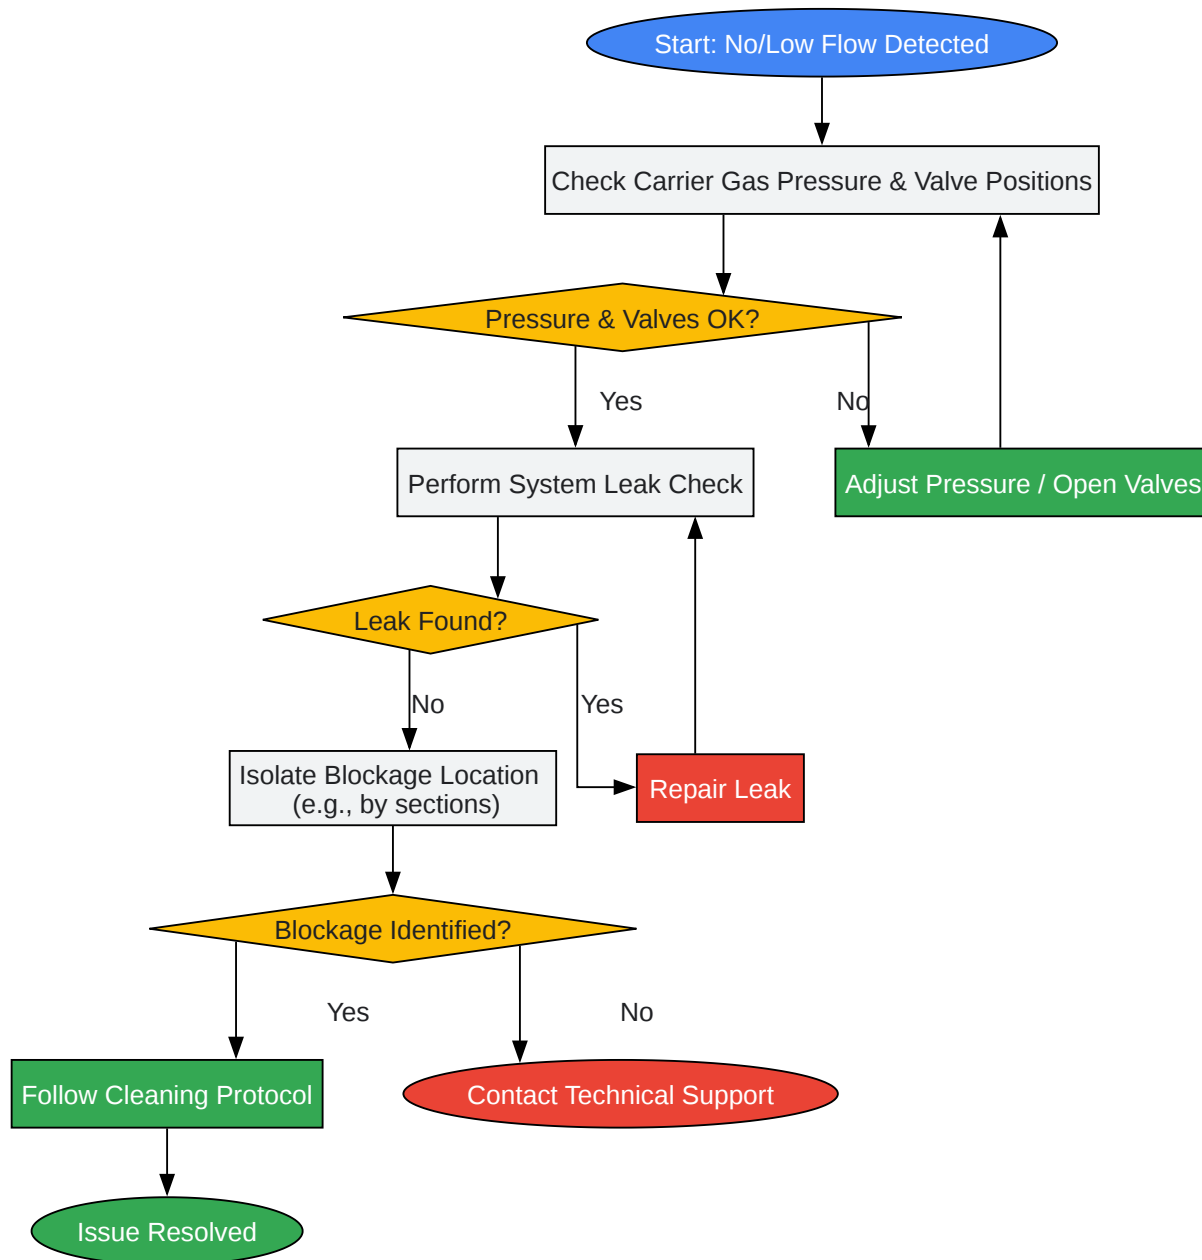 Start: No/Low Flow Detected
Check Carrier Gas Pressure & Valve Positions
Pressure & Valves OK?
Yes
No
Perform System Leak Check
Adjust Pressure / Open Valves
Leak Found?
No
Yes
Isolate Blockage Location
(e.g., by sections)
Repair Leak
Blockage Identified?
Yes
No
Follow Cleaning Protocol
Contact Technical Support
Issue Resolved